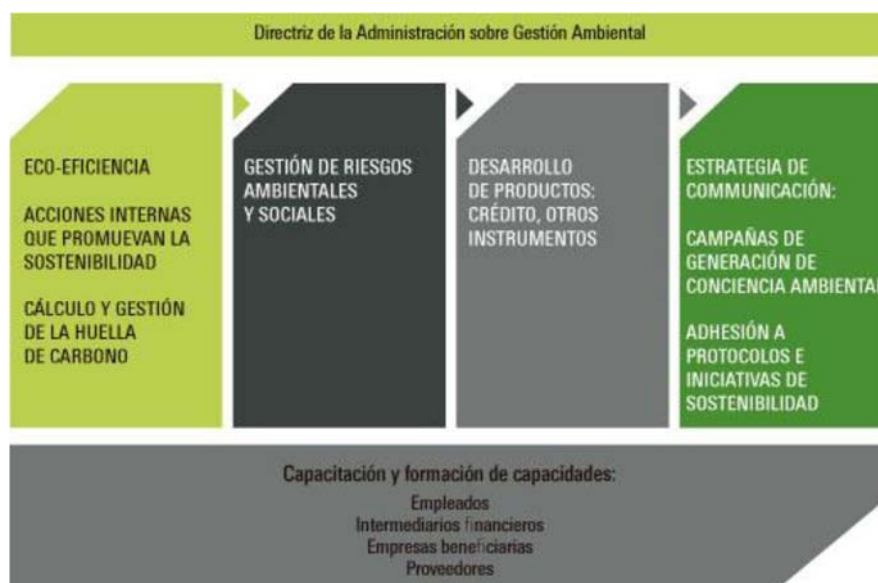 Directriz de la Administración sobre Gestión Ambiental
ECO-EFICIENCIA
ACCIONES INTERNAS
QUE PROMUEVAN LA
SOSTENIBILIDAD
CÁLCULO Y GESTIÓN
DE LA HUELLA
DE CARBONO
GESTIÓN DE RIESGOS
AMBIENTALES
Y SOCIALES
DESARROLLO
DE PRODUCTOS:
CRÉDITO, OTROS
INSTRUMENTOS
ESTRATEGIA DE
COMMUNICACIÓN:
CAMPAÑAS DE
GENERACIÓN DE
CONCIENCIA AMBIENTAL
ADHESIÓN A
PROTOCOLOS E
INICIATIVAS DE
SOSTENIBILIDAD
Capacitación y formación de capacidades:
Empleados
Intermediarios financieros
Empresas beneficiarias
Proveedores